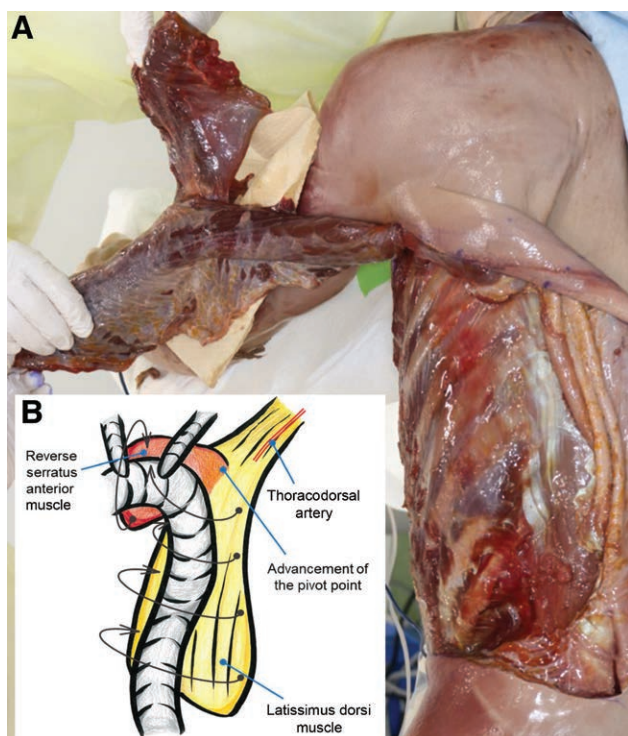 A
B
Reverse
serratus
anterior
muscle
Thoracodorsal
artery
Advancement of
the pivot point
Latissimus dorsi
muscle